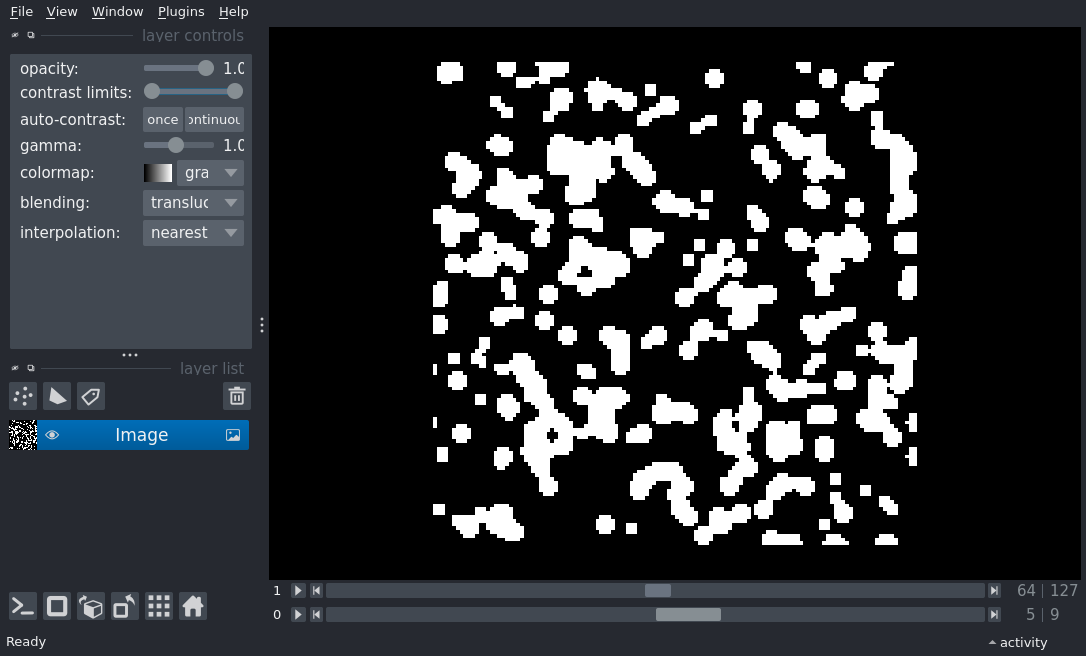 File View Window Plugins Help
layer controls
opacity: 1.0
contrast limits:
auto-contrast: once ontinuou
gamma: 1.0
colormap: gra
blending: transluc
interpolation: nearest
layer list
Image
1 64 | 127
0 5 | 9
Ready activity